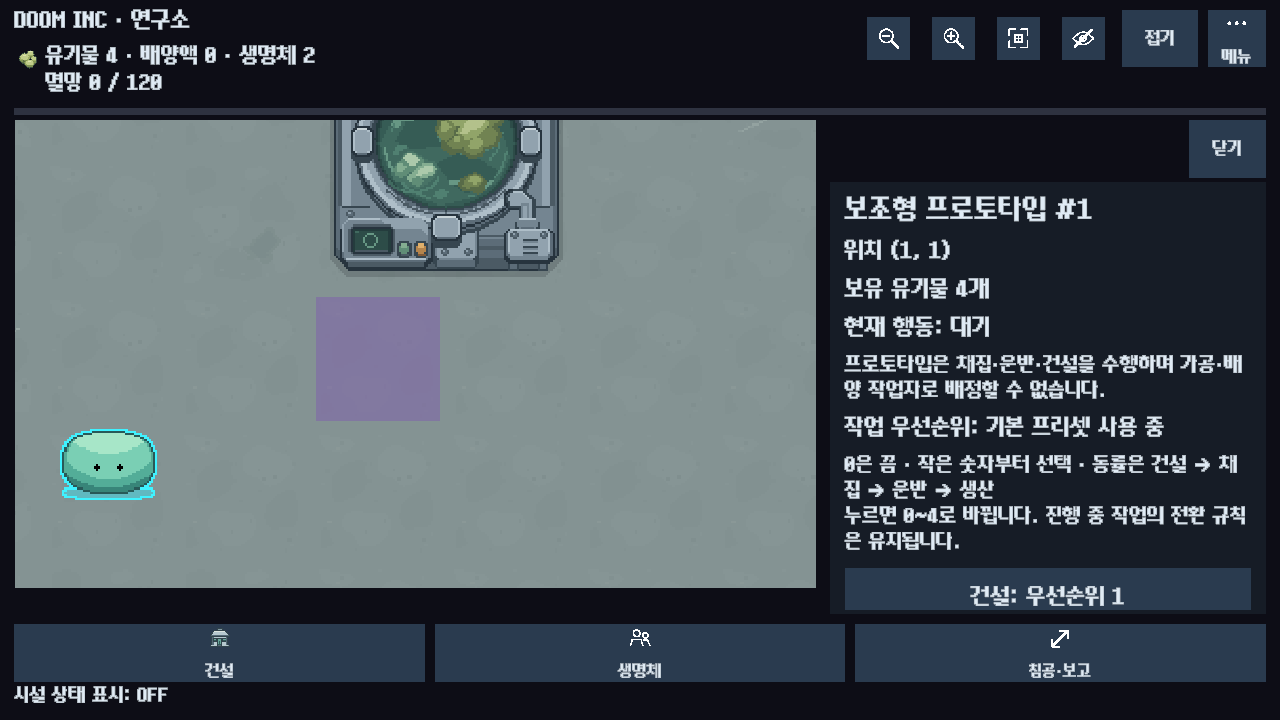 DOOM INC · 연구소
유기물 4 · 배양액 0 · 생명체 2
멸망 0 / 120
접기
메뉴
닫기
보조형 프로토타입 #1
위치 (1, 1)
보유 유기물 4개
현재 행동: 대기
프로토타입은 채집·운반·건설을 수행하며 가공·배
양 작업자로 배정할 수 없습니다.
작업 우선순위: 기본 프리셋 사용 중
0은 끔 · 작은 숫자부터 선택 · 동률은 건설 → 채
집 → 운반 → 생산
누르면 0~4로 바뀝니다. 진행 중 작업의 전환 규칙
은 유지됩니다.
건설: 우선순위 1
건설
생명체
침공·보고
시설 상태 표시: OFF